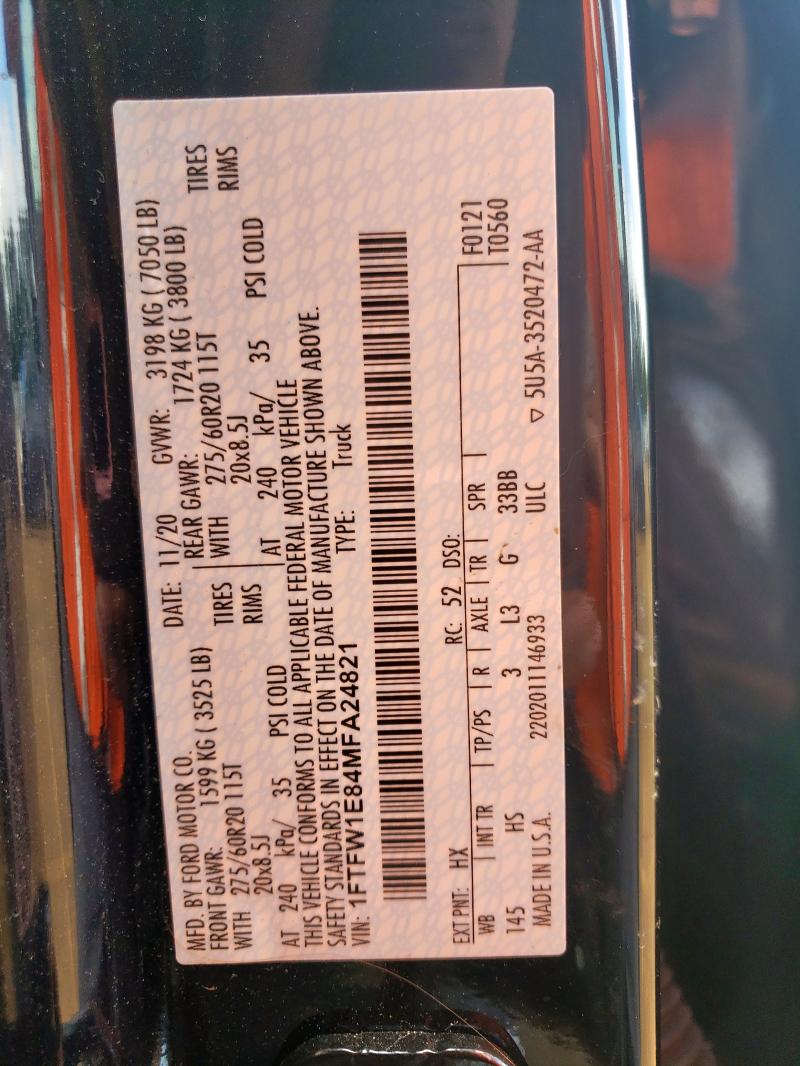 MFD. BY FORD MOTOR CO. DATE: 11/20 GVWR: 3198 KG ( 7050 LB)
FRONT GAWR: 1599 KG ( 3525 LB) REAR GAWR: 1724 KG ( 3800 LB)
WITH 275/60R20 115T TIRES WITH 275/60R20 115T TIRES
20x8.5J RIMS 20x8.5J RIMS
AT 240 kPa/ 35 PSI COLD AT 240 kPa/ 35 PSI COLD
THIS VEHICLE CONFORMS TO ALL APPLICABLE FEDERAL MOTOR VEHICLE
SAFETY STANDARDS IN EFFECT ON THE DATE OF MANUFACTURE SHOWN ABOVE.
VIN: 1FTFW1E84MFA24821 TYPE: Truck
EXT PNT: HX RC: 52 DSO: F0121
WB INT TR TP/PS R AXLE TR SPR T0560
145 HS 3 L3 G 33BB
MADE IN U.S.A. 2202011146933 ULC ▽ 5U5A-3520472-AA